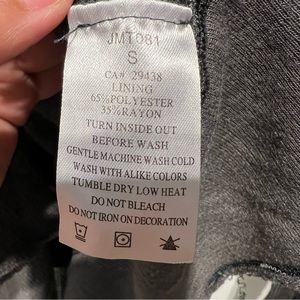 JMT081
S
CA# 29438
LINING
65%POLYESTER
35%RAYON
TURN INSIDE OUT
BEFORE WASH
GENTLE MACHINE WASH COLD
WASH WITH ALIKE COLORS
TUMBLE DRY LOW HEAT
DO NOT BLEACH
DO NOT IRON ON DECORATION